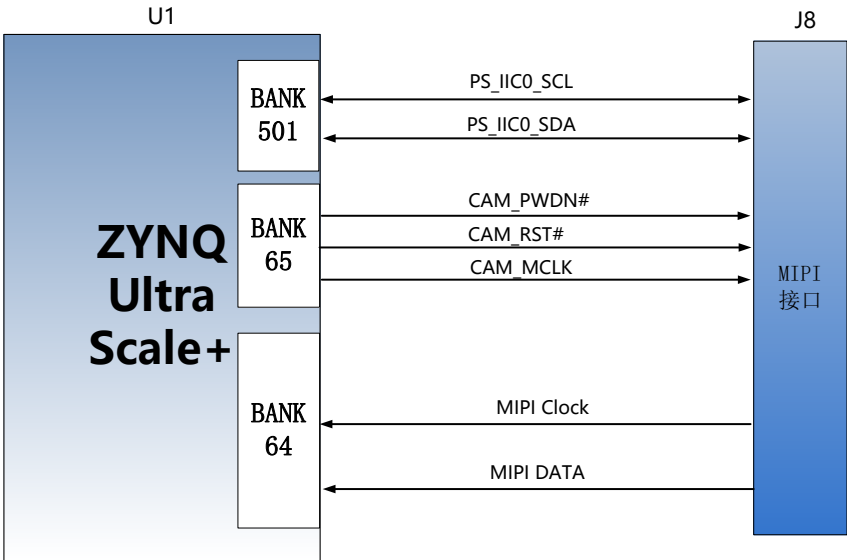 U1
J8
ZYNQ
Ultra
Scale+
BANK
501
BANK
65
BANK
64
PS_IIC0_SCL
PS_IIC0_SDA
CAM_PWDN#
CAM_RST#
CAM_MCLK
MIPI Clock
MIPI DATA
MIPI
接口